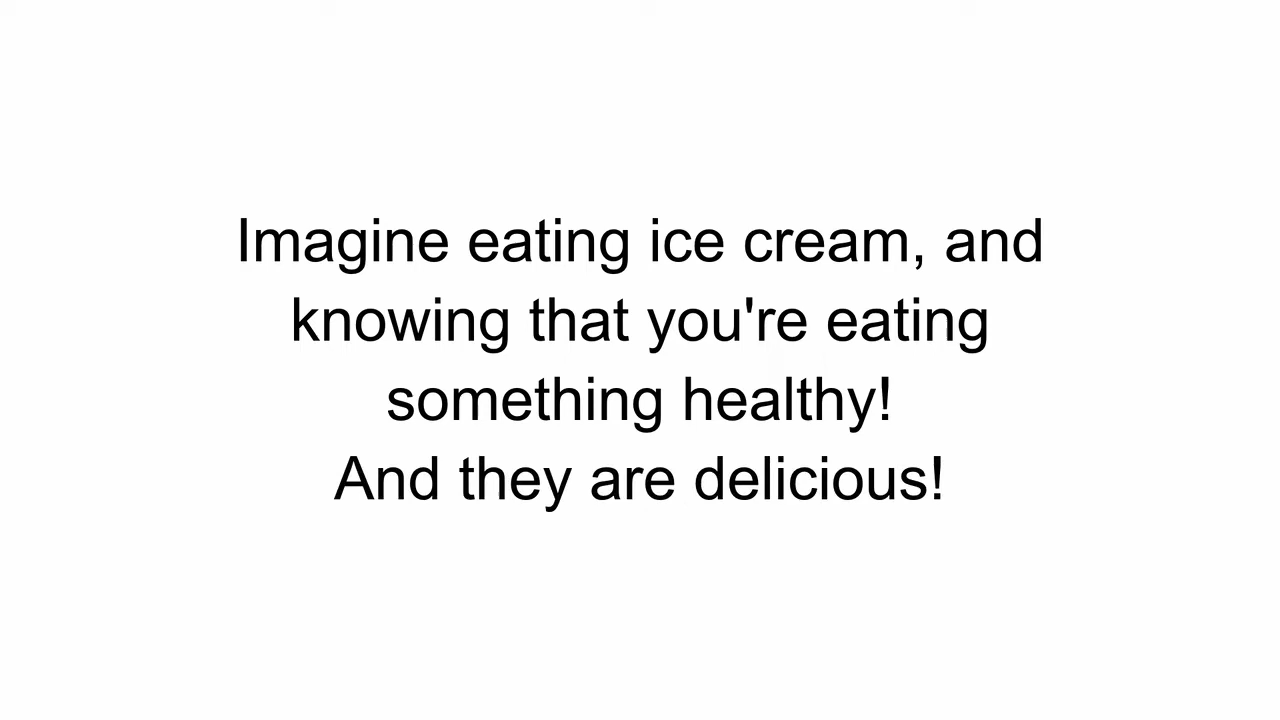 Imagine eating ice cream, and
knowing that you're eating
something healthy!
And they are delicious!